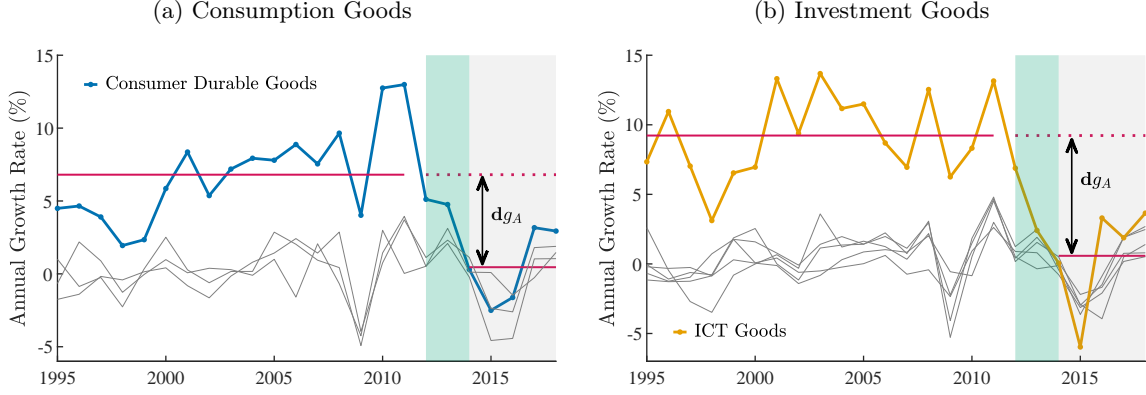 (a) Consumption Goods
15
10
5
0
-5
Annual Growth Rate (%)
Consumer Durable Goods
dg_A
1995 2000 2005 2010 2015
(b) Investment Goods
15
10
5
0
-5
Annual Growth Rate (%)
dg_A
ICT Goods
1995 2000 2005 2010 2015